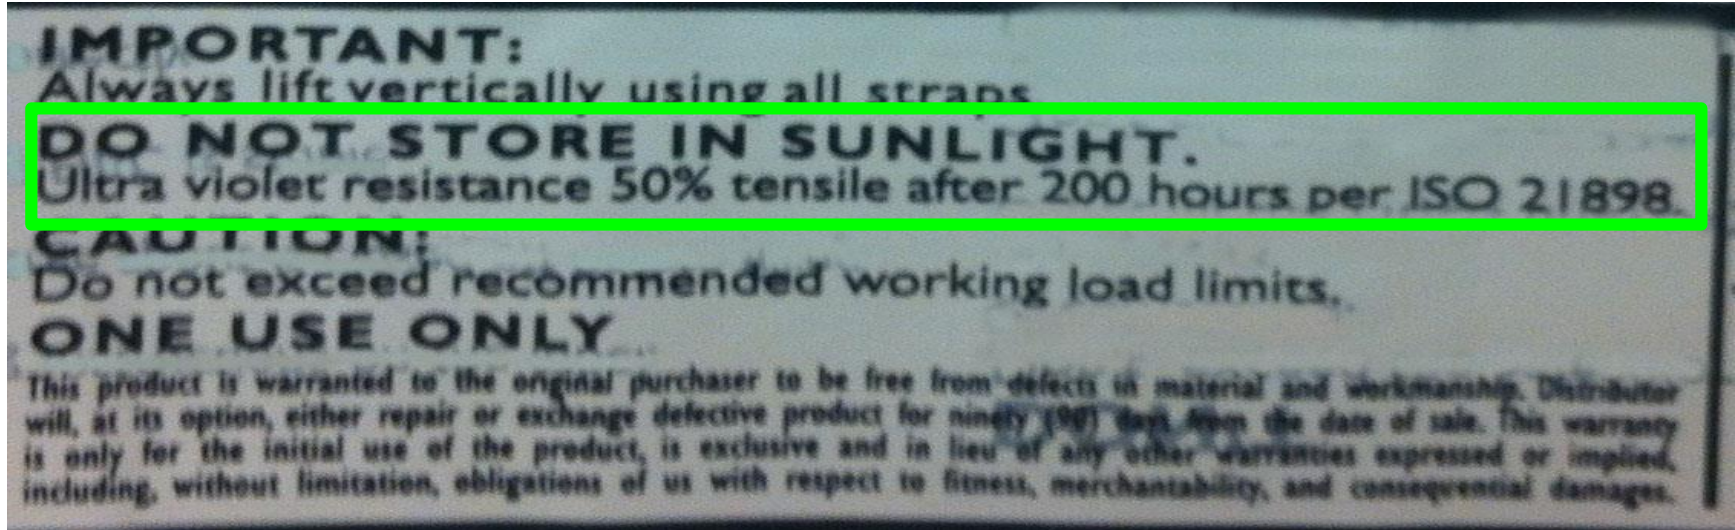 IMPORTANT:
Always lift vertically using all straps
DO NOT STORE IN SUNLIGHT.
Ultra violet resistance 50% tensile after 200 hours per ISO 21898.
CAUTION:
Do not exceed recommended working load limits.
ONE USE ONLY
This product is warranted to the original purchaser to be free from defects in material and workmanship. Distributor
will, at its option, either repair or exchange defective product for ninety (90) days from the date of sale. This warranty
is only for the initial use of the product, is exclusive and in lieu of any other warranties expressed or implied,
including, without limitation, obligations of us with respect to fitness, merchantability, and consequential damages.